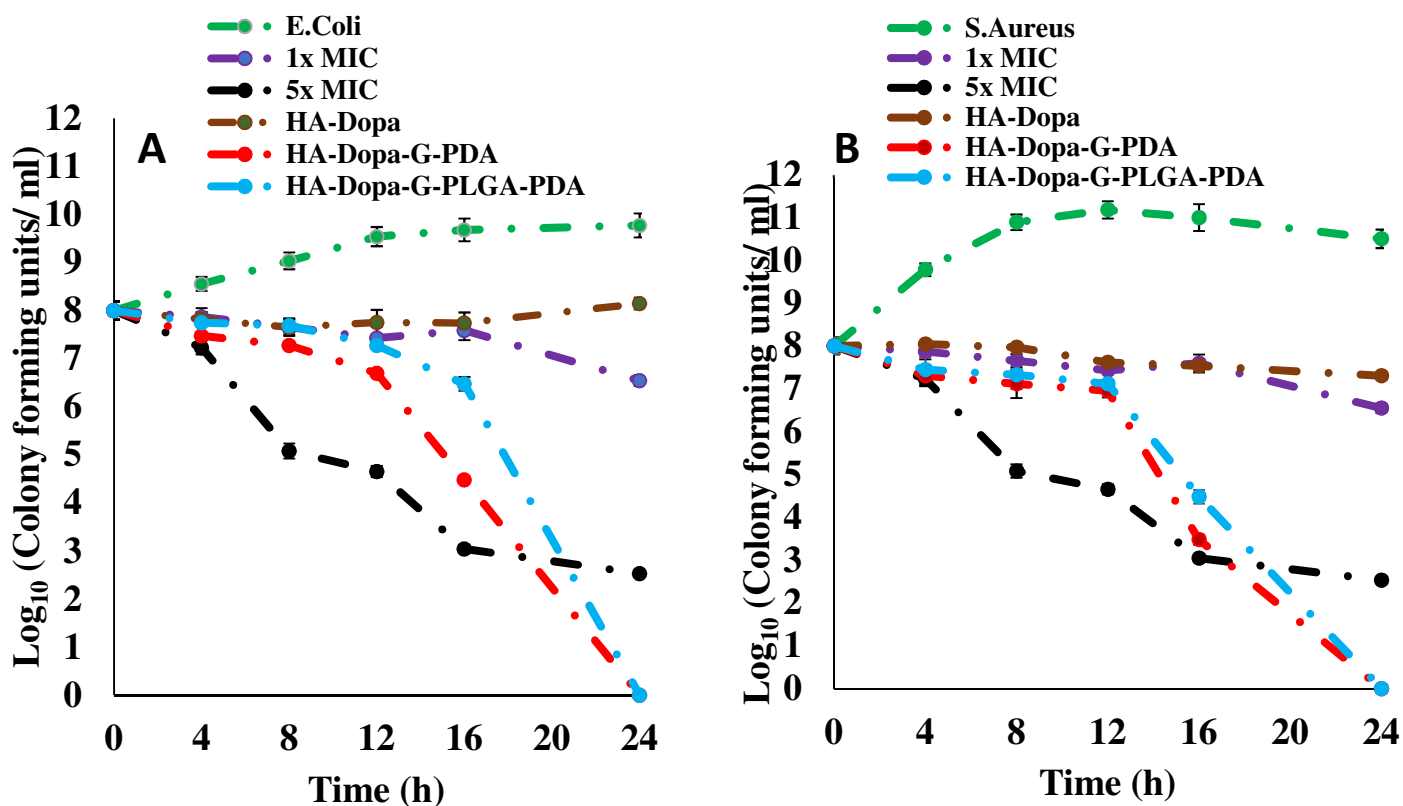 E.Coli
1x MIC
5x MIC
HA-Dopa
HA-Dopa-G-PDA
HA-Dopa-G-PLGA-PDA
A
12
11
10
9
8
7
6
5
4
3
2
1
0
0 4 8 12 16 20 24
Time (h)
Log10 (Colony forming units/ ml)
S.Aureus
1x MIC
5x MIC
HA-Dopa
HA-Dopa-G-PDA
HA-Dopa-G-PLGA-PDA
B
12
11
10
9
8
7
6
5
4
3
2
1
0
0 4 8 12 16 20 24
Time (h)
Log10 (Colony forming units/ ml)